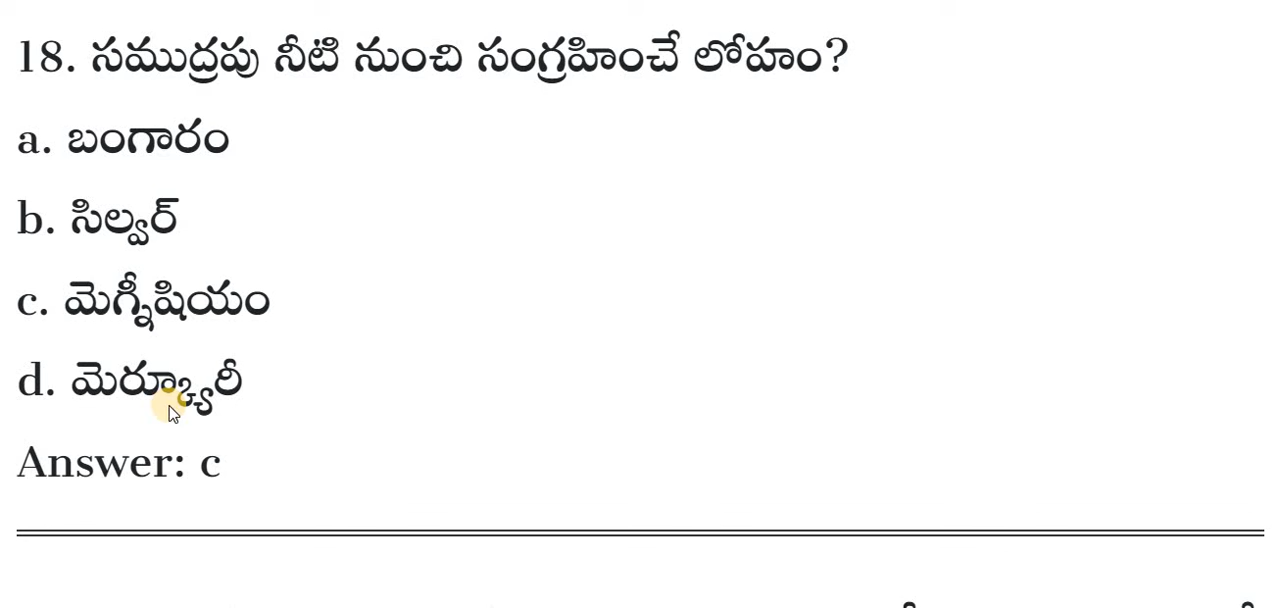 18. సముద్రపు నీటి నుంచి సంగ్రహించే లోహం?
a. బంగారం
b. సిల్వర్
c. మెగ్నీషియం
d. మెర్క్యూరీ
Answer: c